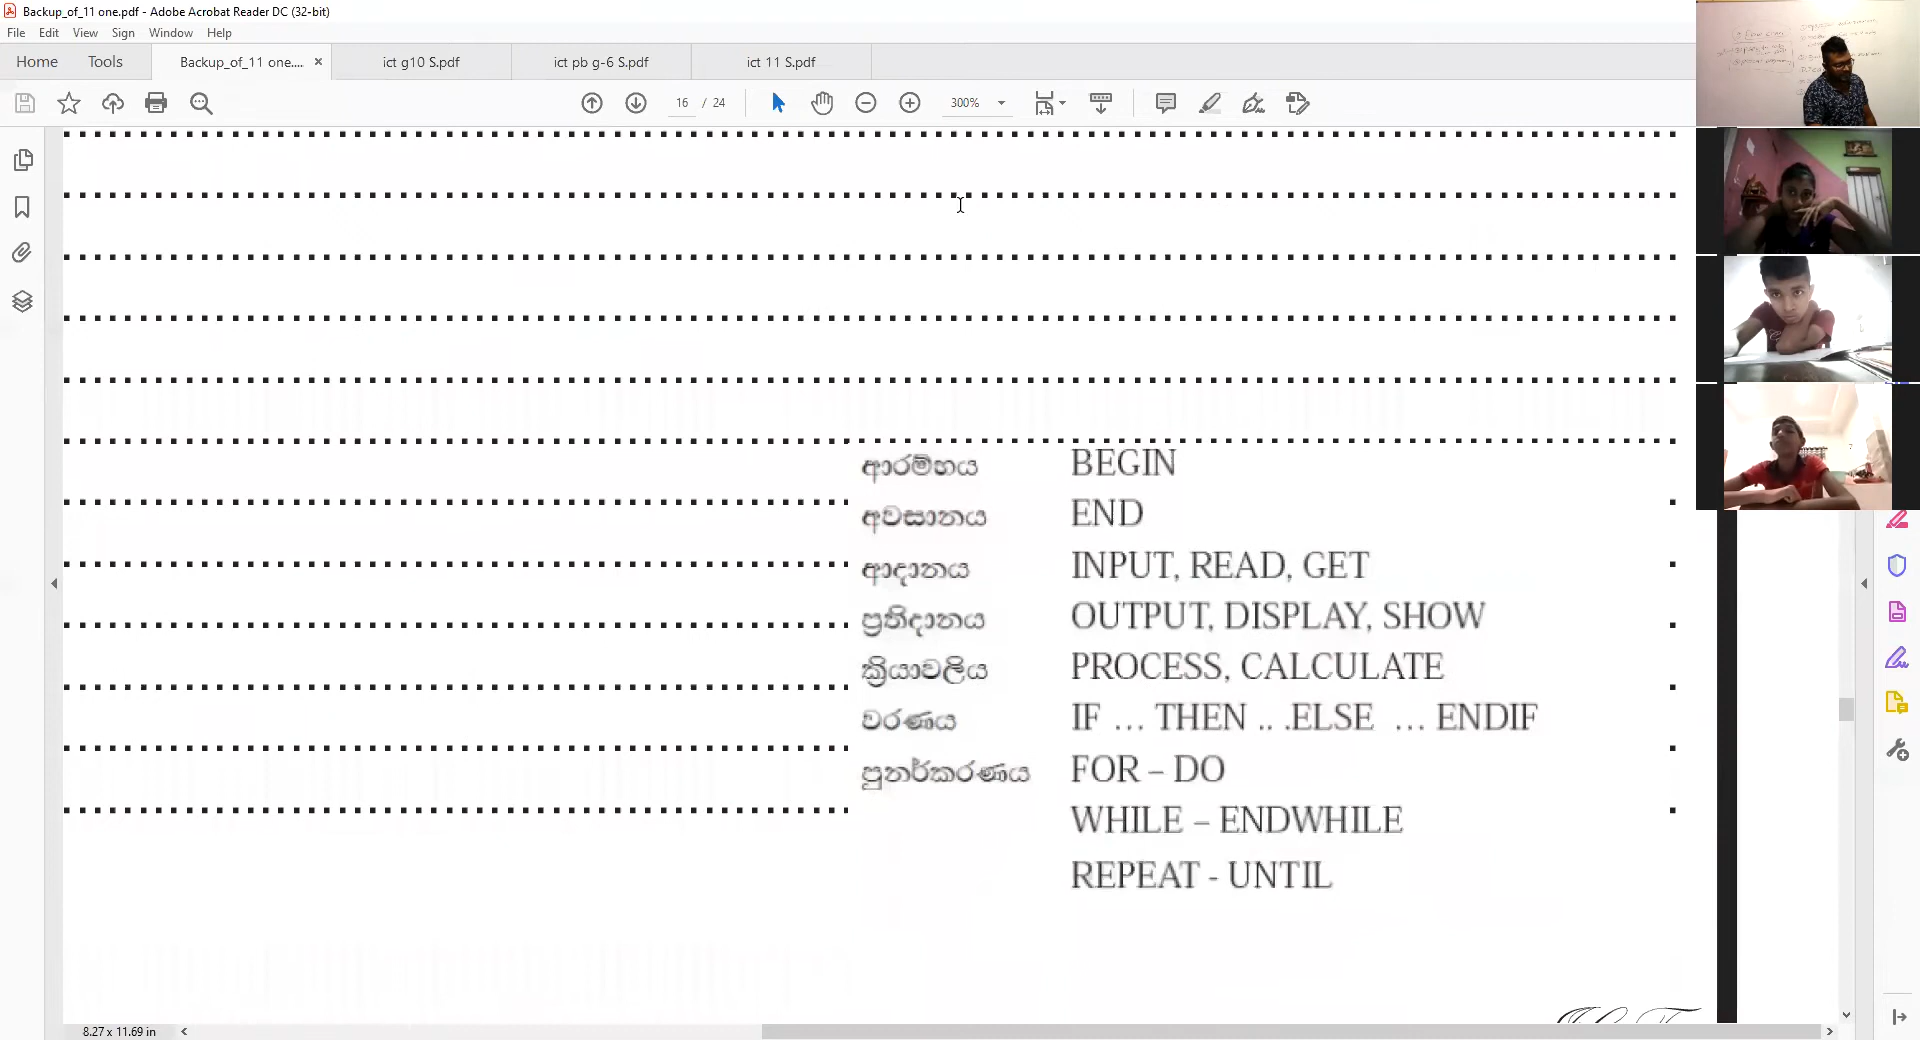 Backup_of_11 one.pdf - Adobe Acrobat Reader DC (32-bit)
File Edit View Sign Window Help
Home Tools Backup_of_11 one.... × ict g10 S.pdf ict pb g-6 S.pdf ict 11 S.pdf
16 / 24 300%
ආරම්භය BEGIN
අවසානය END
ආදානය INPUT, READ, GET
ප්‍රතිදානය OUTPUT, DISPLAY, SHOW
ක්‍රියාවලිය PROCESS, CALCULATE
වරණය IF … THEN .. .ELSE … ENDIF
පුනර්කරණය FOR – DO
WHILE – ENDWHILE
REPEAT - UNTIL
8.27 x 11.69 in